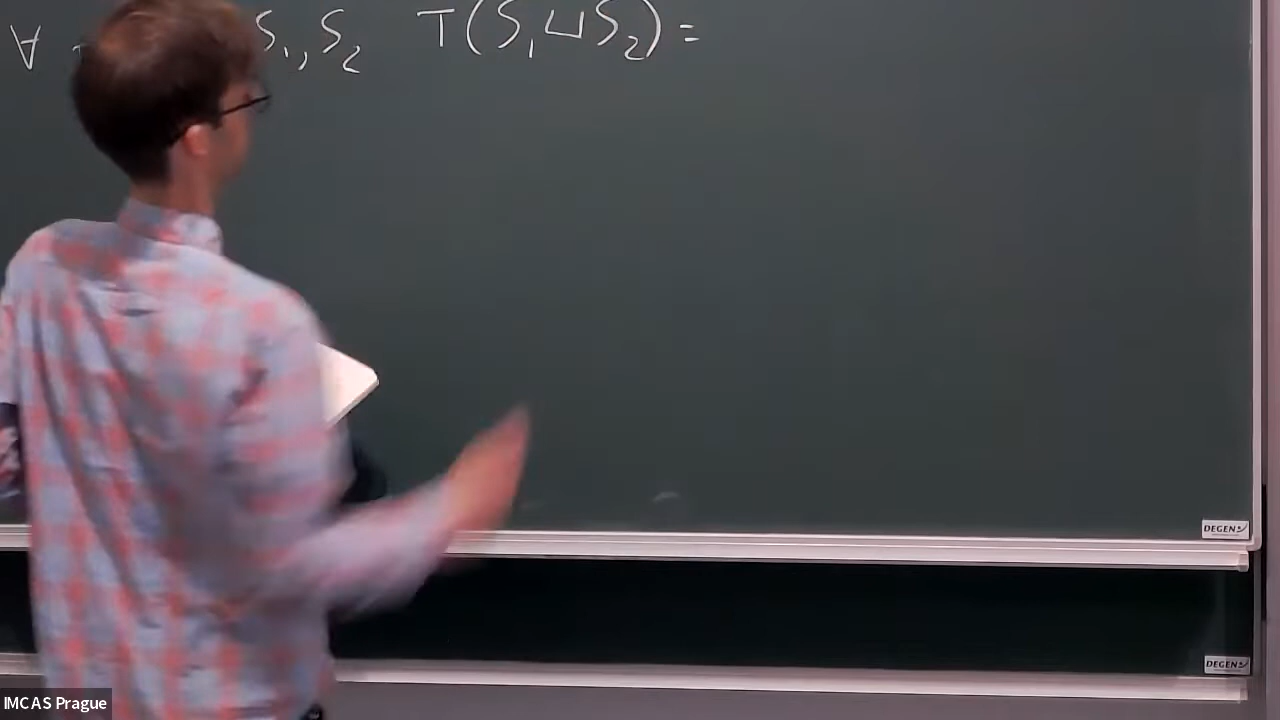 ∀ S₁, S₂ T(S₁ ⊔ S₂) =
DEGEN
DEGEN
IMCAS Prague